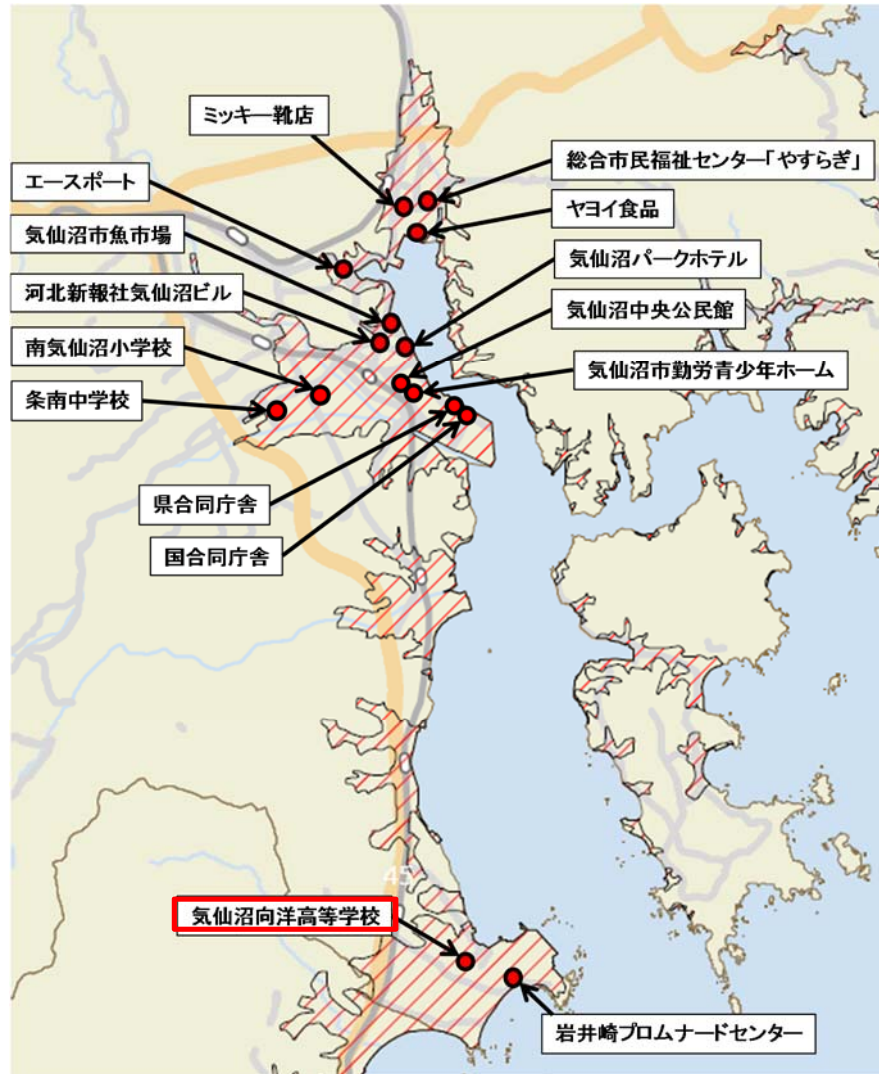 ミッキー靴店
総合市民福祉センター「やすらぎ」
エースポート
ヤヨイ食品
気仙沼市魚市場
気仙沼パークホテル
河北新報社気仙沼ビル
気仙沼中央公民館
南気仙沼小学校
気仙沼市勤労青少年ホーム
条南中学校
県合同庁舎
国合同庁舎
45
気仙沼向洋高等学校
岩井崎プロムナードセンター